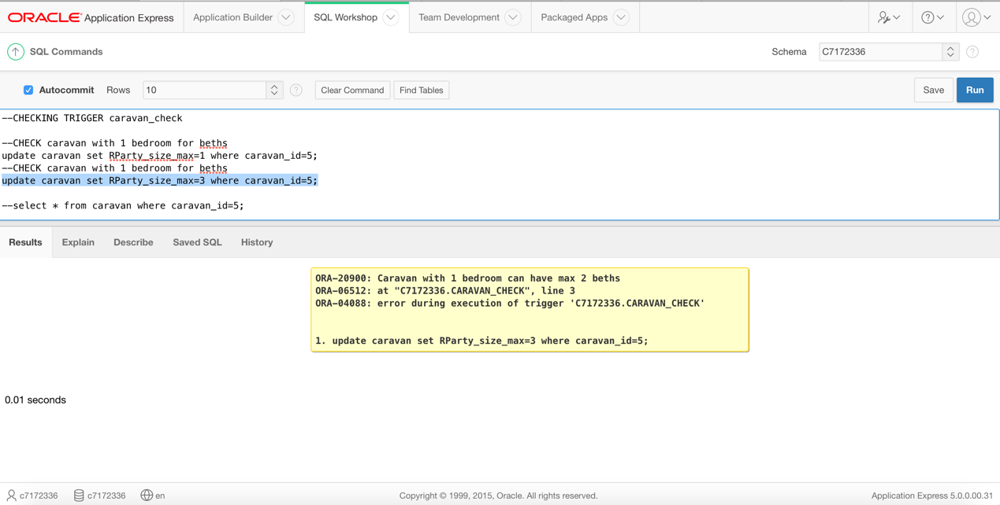 ORACLE Application Express Application Builder SQL Workshop Team Development Packaged Apps
SQL Commands Schema C7172336
Autocommit Rows 10 Clear Command Find Tables Save Run
--CHECKING TRIGGER caravan_check
--CHECK caravan with 1 bedroom for beths
update caravan set RParty_size_max=1 where caravan_id=5;
--CHECK caravan with 1 bedroom for beths
update caravan set RParty_size_max=3 where caravan_id=5;
--select * from caravan where caravan_id=5;
Results Explain Describe Saved SQL History
ORA-20900: Caravan with 1 bedroom can have max 2 beths
ORA-06512: at "C7172336.CARAVAN_CHECK", line 3
ORA-04088: error during execution of trigger 'C7172336.CARAVAN_CHECK'
1. update caravan set RParty_size_max=3 where caravan_id=5;
0.01 seconds
c7172336 c7172336 en Copyright © 1999, 2015, Oracle. All rights reserved. Application Express 5.0.0.00.31